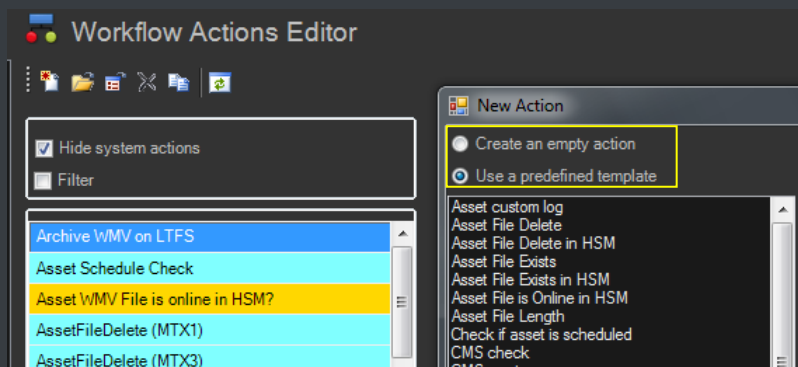 Workflow Actions Editor
New Action
Hide system actions
Filter
Create an empty action
Use a predefined template
Archive WMV on LTFS
Asset Schedule Check
Asset WMV File is online in HSM?
AssetFileDelete (MTX1)
AssetFileDelete (MTX3)
Asset custom log
Asset File Delete
Asset File Delete in HSM
Asset File Exists
Asset File Exists in HSM
Asset File is Online in HSM
Asset File Length
Check if asset is scheduled
CMS check